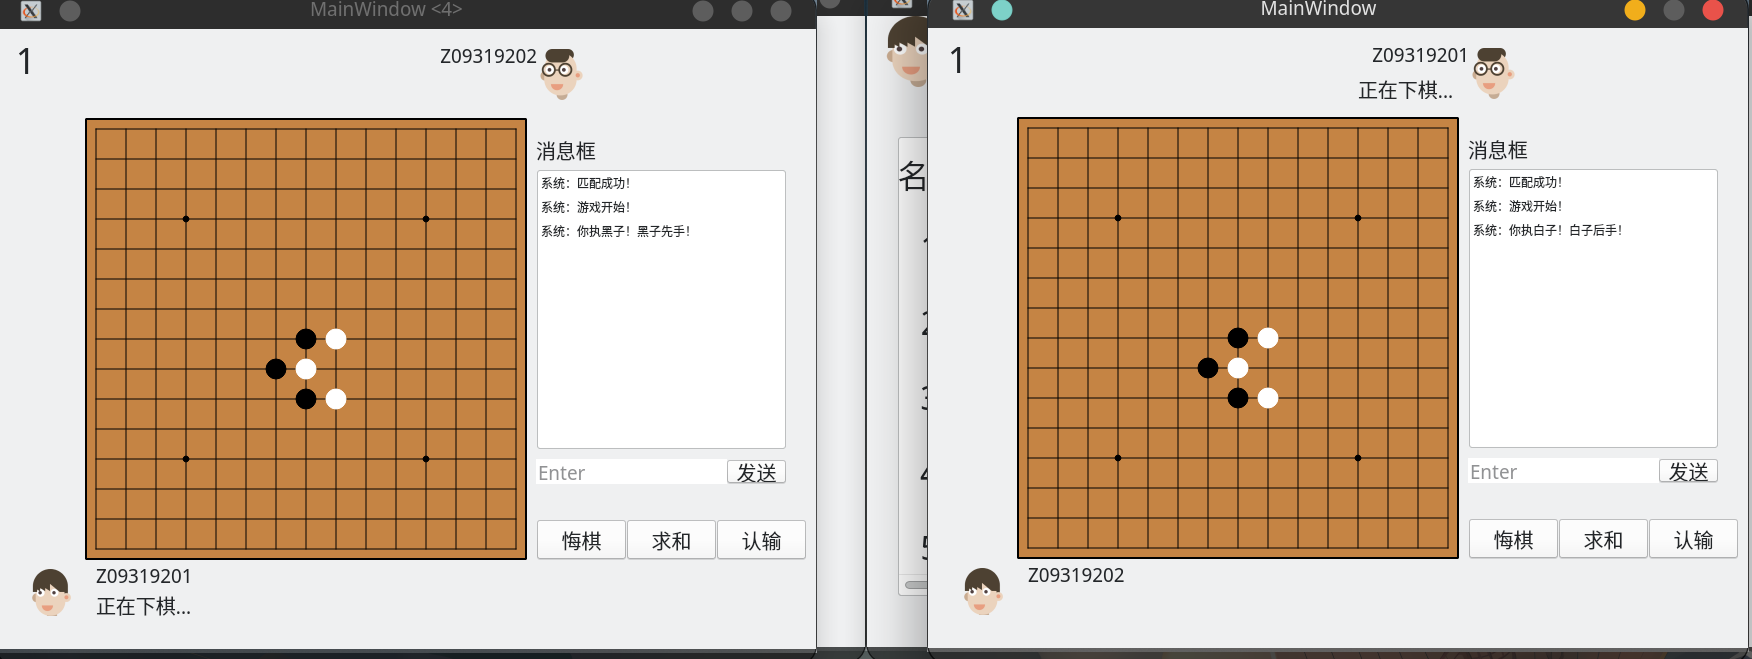 MainWindow <4>
1
Z09319202
消息框
系统：匹配成功！
系统：游戏开始！
系统：你执黑子！黑子先手！
Enter
发送
悔棋
求和
认输
Z09319201
正在下棋...
名
MainWindow
1
Z09319201
正在下棋...
消息框
系统：匹配成功！
系统：游戏开始！
系统：你执白子！白子后手！
Enter
发送
悔棋
求和
认输
Z09319202